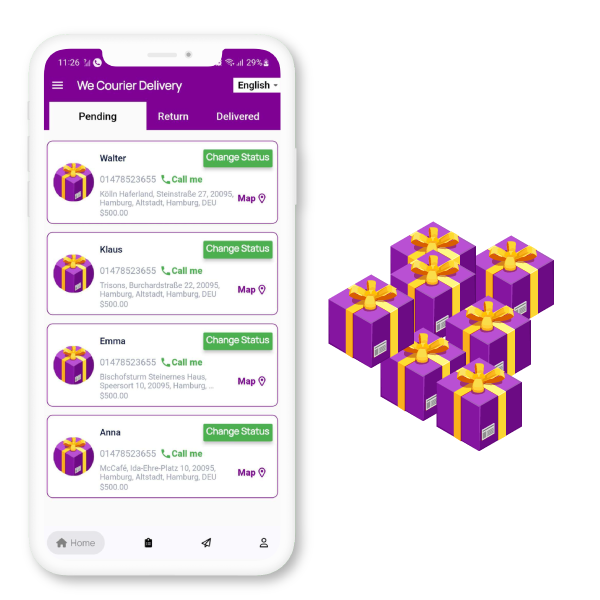 11:26
29%
We Courier Delivery
English
Pending Return Delivered
Walter
Change Status
01478523655 Call me
Kölln Haferland, Steinstraße 27, 20095,
Hamburg, Altstadt, Hamburg, DEU
Map
$500.00
Klaus
Change Status
01478523655 Call me
Trisons, Burchardstraße 22, 20095,
Hamburg, Altstadt, Hamburg, DEU
Map
$500.00
Emma
Change Status
01478523655 Call me
Bischofsturm Steinernes Haus,
Speersort 10, 20095, Hamburg, ...
Map
$500.00
Anna
Change Status
01478523655 Call me
McCafé, Ida-Ehre-Platz 10, 20095,
Hamburg, Altstadt, Hamburg, DEU
Map
$500.00
Home